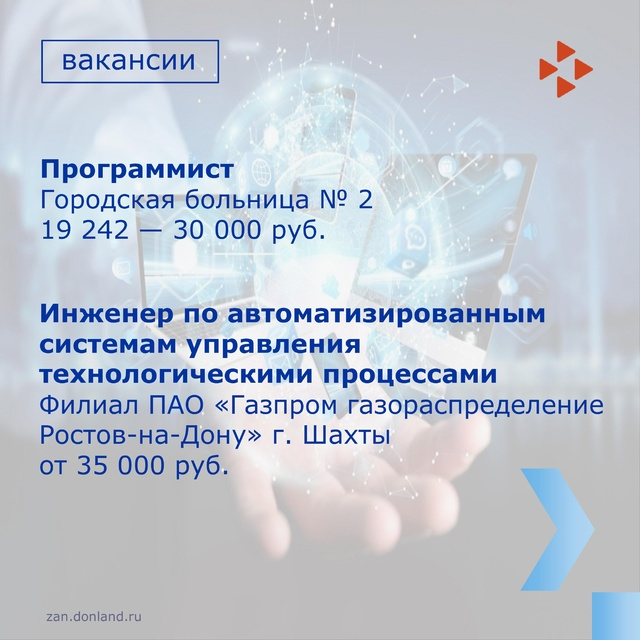 вакансии
Программист
Городская больница № 2
19 242 — 30 000 руб.
Инженер по автоматизированным
системам управления
технологическими процессами
Филиал ПАО «Газпром газораспределение
Ростов-на-Дону» г. Шахты
от 35 000 руб.
zan.donland.ru